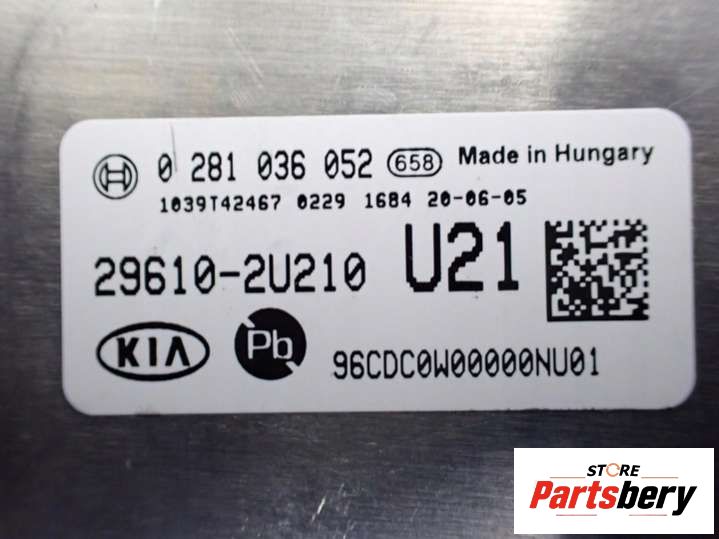 0 281 036 052 658 Made in Hungary
1039T42467 0229 1684 20-06-05
29610-2U210 U21
KIA Pb 96CDC0W00000NU01
STORE
Partsbery